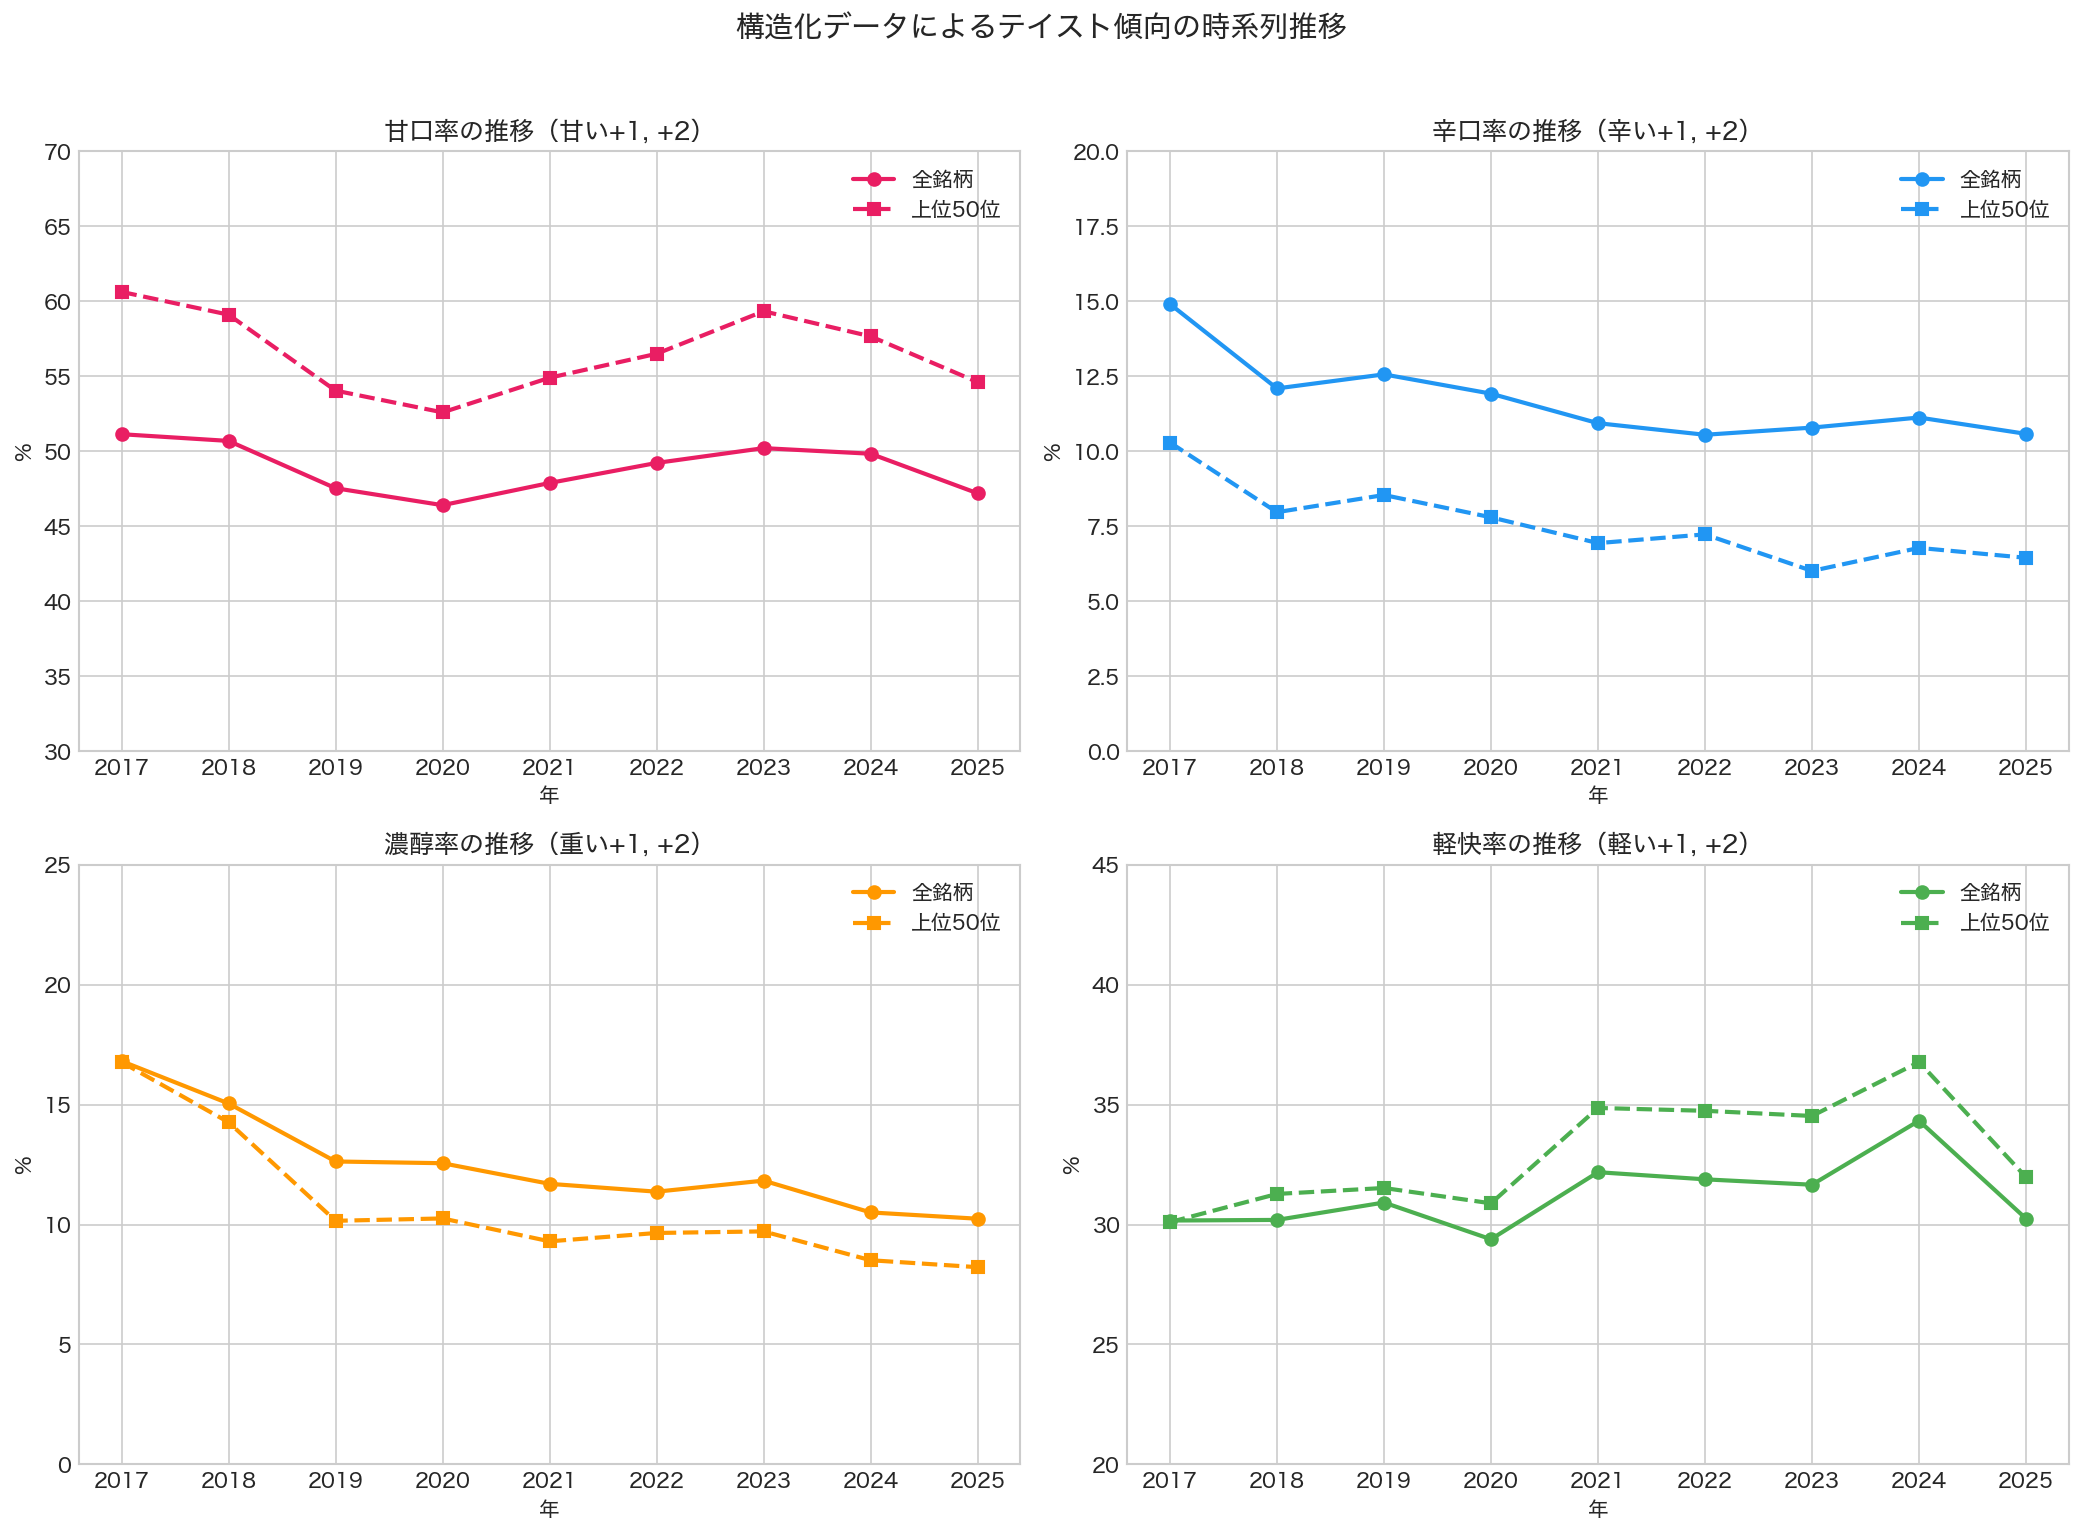 構造化データによるテイスト傾向の時系列推移
甘口率の推移（甘い+1, +2）
70
65
60
55
50
45
40
35
30
%
全銘柄
上位50位
2017 2018 2019 2020 2021 2022 2023 2024 2025
年
辛口率の推移（辛い+1, +2）
20.0
17.5
15.0
12.5
10.0
7.5
5.0
2.5
0.0
%
全銘柄
上位50位
2017 2018 2019 2020 2021 2022 2023 2024 2025
年
濃醇率の推移（重い+1, +2）
25
20
15
10
5
0
%
全銘柄
上位50位
2017 2018 2019 2020 2021 2022 2023 2024 2025
年
軽快率の推移（軽い+1, +2）
45
40
35
30
25
20
%
全銘柄
上位50位
2017 2018 2019 2020 2021 2022 2023 2024 2025
年